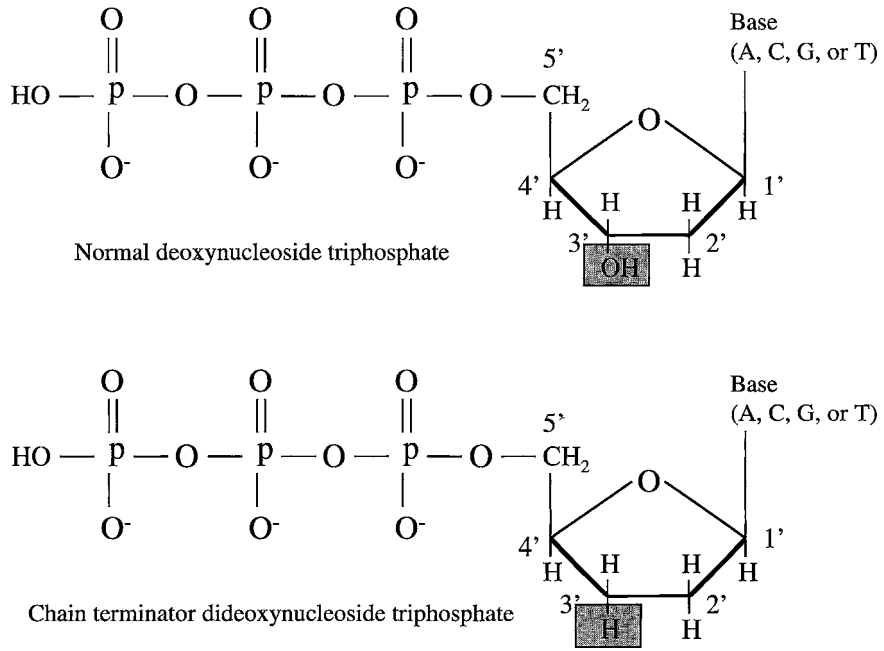 O O O Base
5’ (A, C, G, or T)
HO — P — O — P — O — P — O — CH2 O
O- O- O- 4’ 1’
H H H H
3’ 2’
Normal deoxynucleoside triphosphate OH H
O O O Base
5’ (A, C, G, or T)
HO — P — O — P — O — P — O — CH2 O
O- O- O- 4’ 1’
H H H H
3’ 2’
Chain terminator dideoxynucleoside triphosphate H H